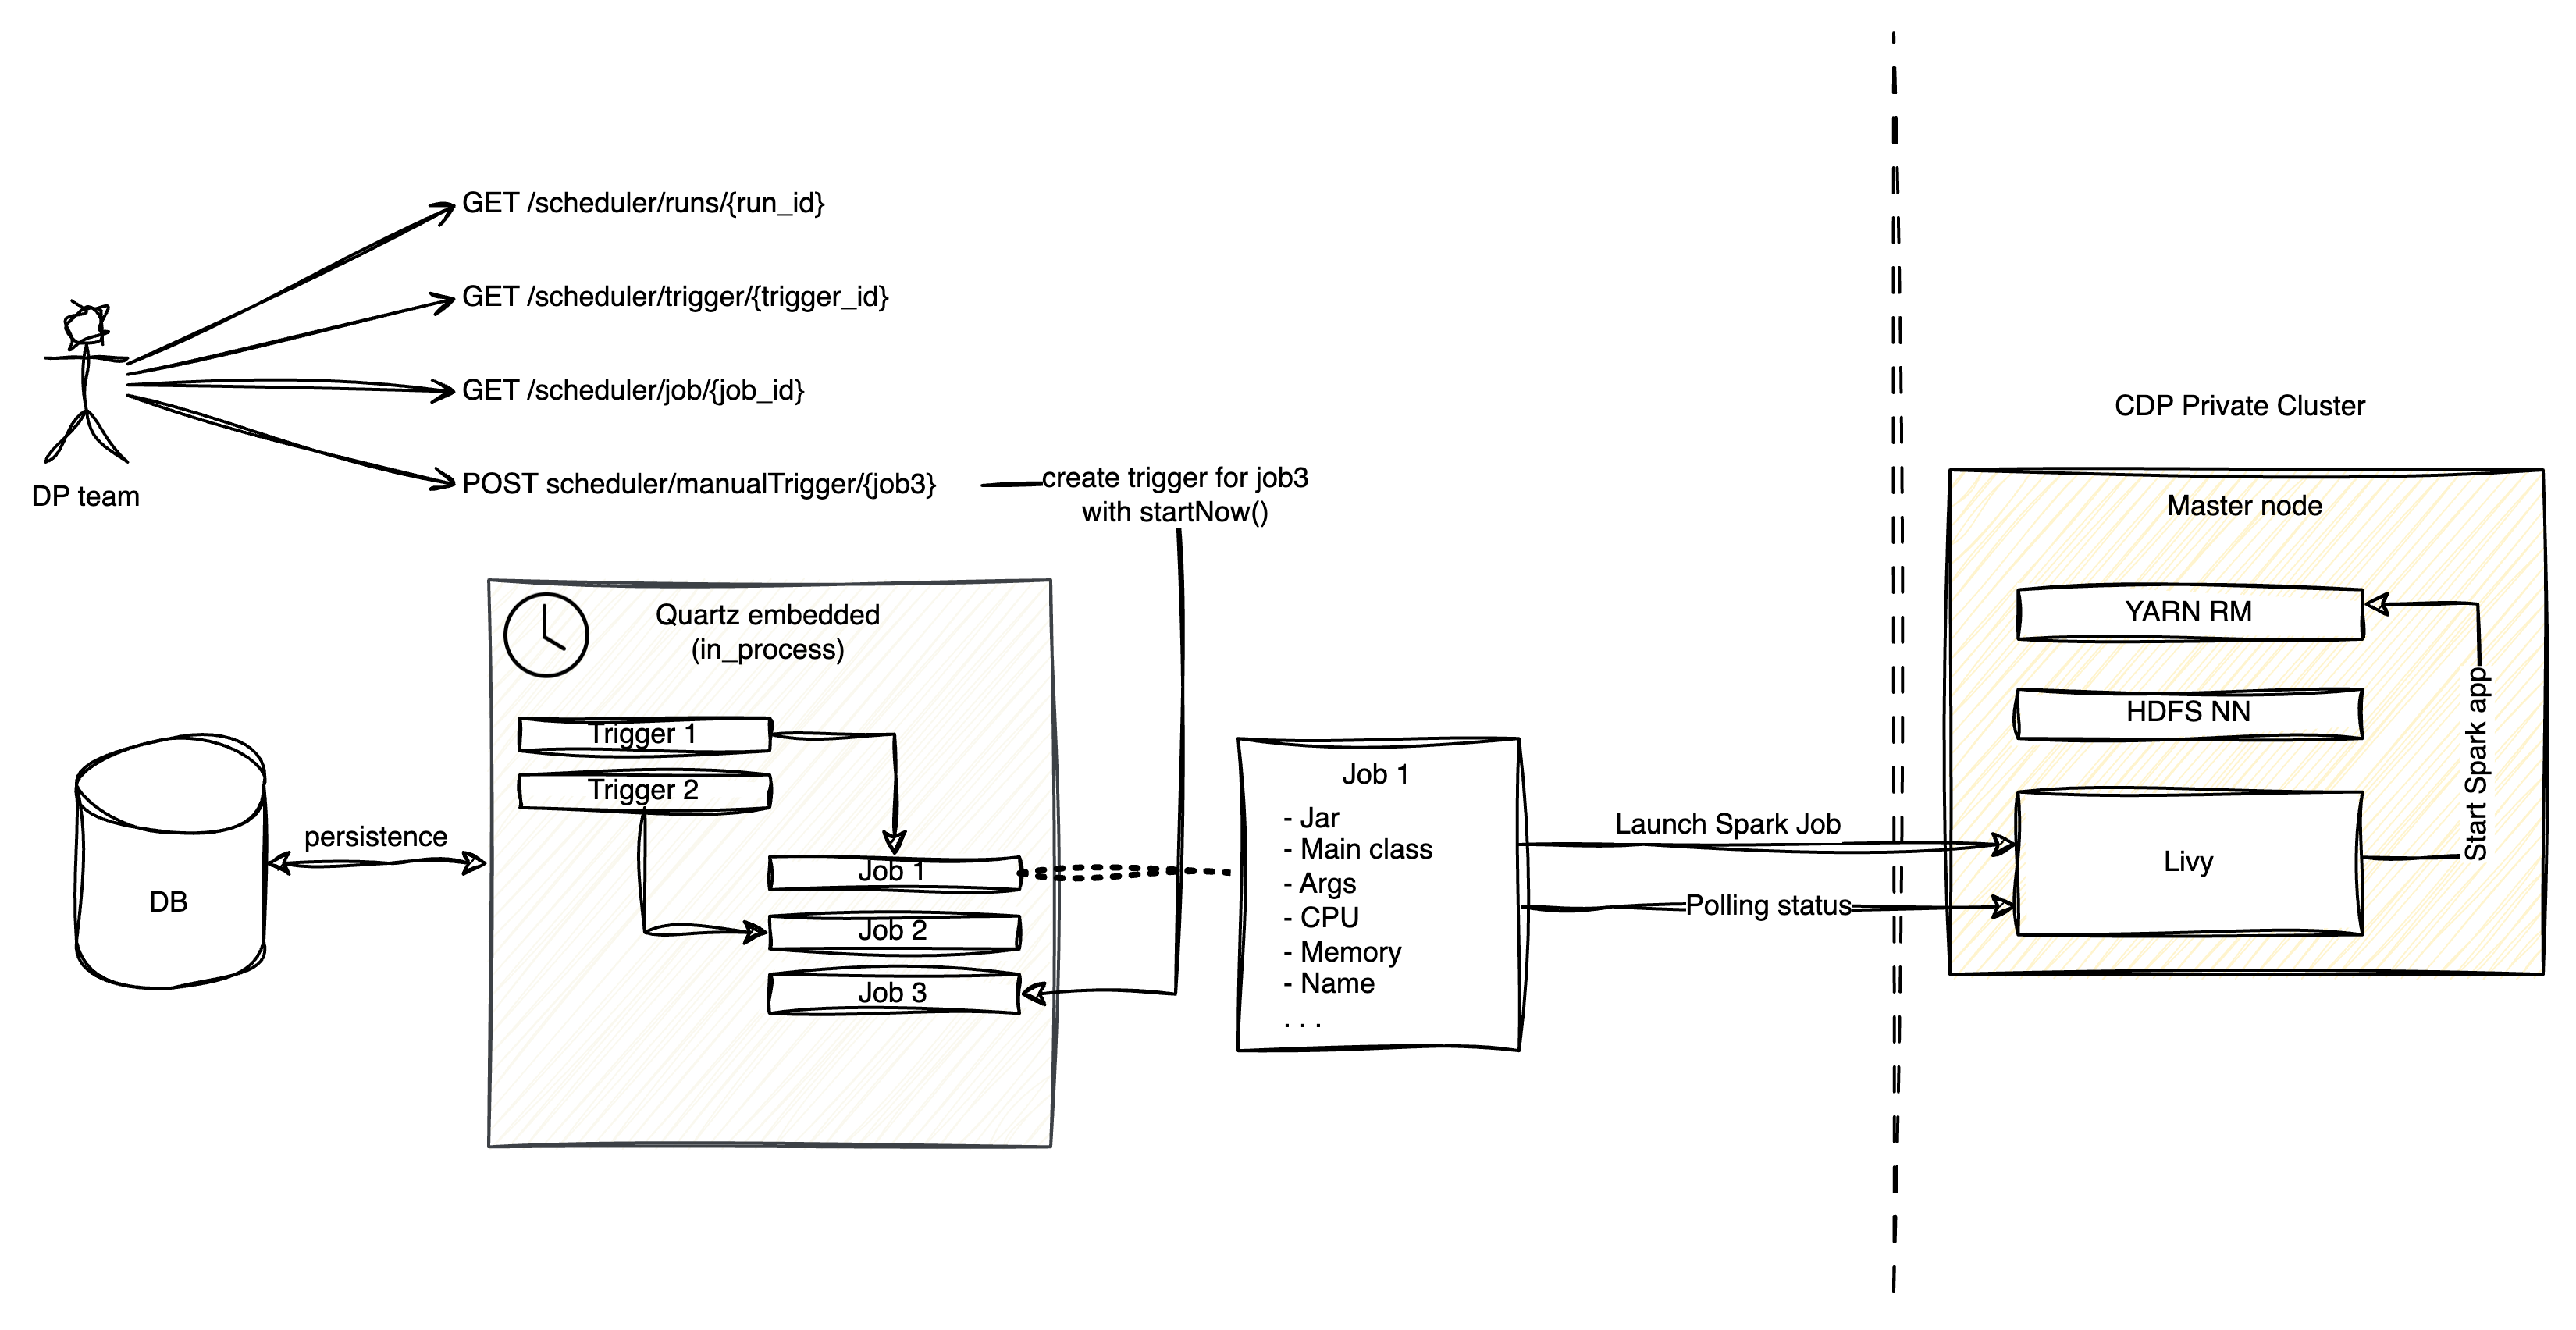 GET /scheduler/runs/{run_id}
GET /scheduler/trigger/{trigger_id}
GET /scheduler/job/{job_id}
POST scheduler/manualTrigger/{job3}
DP team
create trigger for job3
with startNow()
Quartz embedded
(in_process)
Trigger 1
Trigger 2
Job 1
Job 2
Job 3
persistence
DB
Job 1
- Jar
- Main class
- Args
- CPU
- Memory
- Name
. . .
Launch Spark Job
Polling status
CDP Private Cluster
Master node
YARN RM
HDFS NN
Livy
Start Spark app